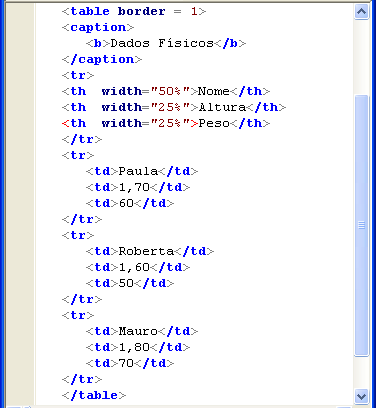 <table border = 1>
<caption>
<b>Dados Físicos</b>
</caption>
<tr>
<th  width="50%">Nome</th>
<th  width="25%">Altura</th>
<th  width="25%">Peso</th>
</tr>
<tr>
<td>Paula</td>
<td>1,70</td>
<td>60</td>
</tr>
<tr>
<td>Roberta</td>
<td>1,60</td>
<td>50</td>
</tr>
<tr>
<td>Mauro</td>
<td>1,80</td>
<td>70</td>
</tr>
</table>